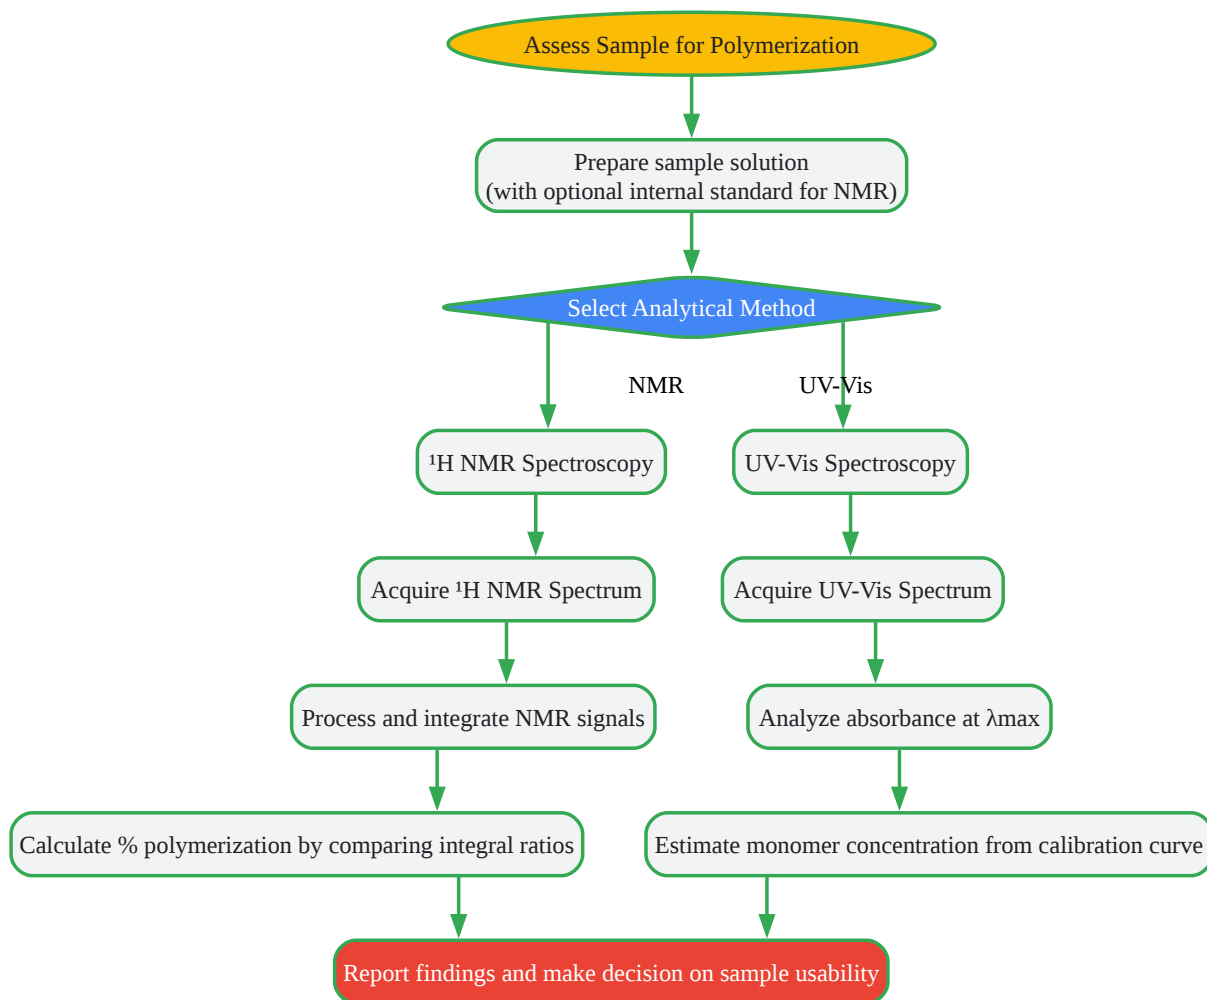 Assess Sample for Polymerization
Prepare sample solution
(with optional internal standard for NMR)
Select Analytical Method
NMR
UV-Vis
¹H NMR Spectroscopy
UV-Vis Spectroscopy
Acquire ¹H NMR Spectrum
Acquire UV-Vis Spectrum
Process and integrate NMR signals
Analyze absorbance at λmax
Calculate % polymerization by comparing integral ratios
Estimate monomer concentration from calibration curve
Report findings and make decision on sample usability